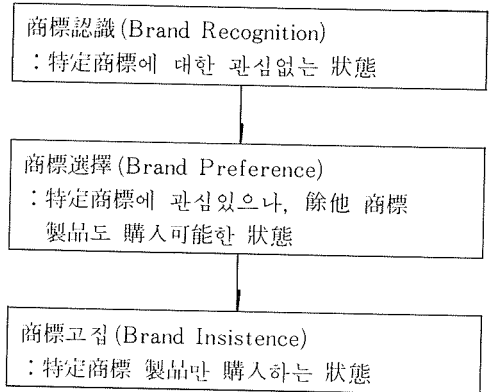 商標認識(Brand Recognition)
:特定商標에 대한 관심없는 狀態
商標選擇(Brand Preference)
:特定商標에 관심있으나, 餘他 商標
製品도 購入可能한 狀態
商標고집(Brand Insistence)
:特定商標 製品만 購入하는 狀態